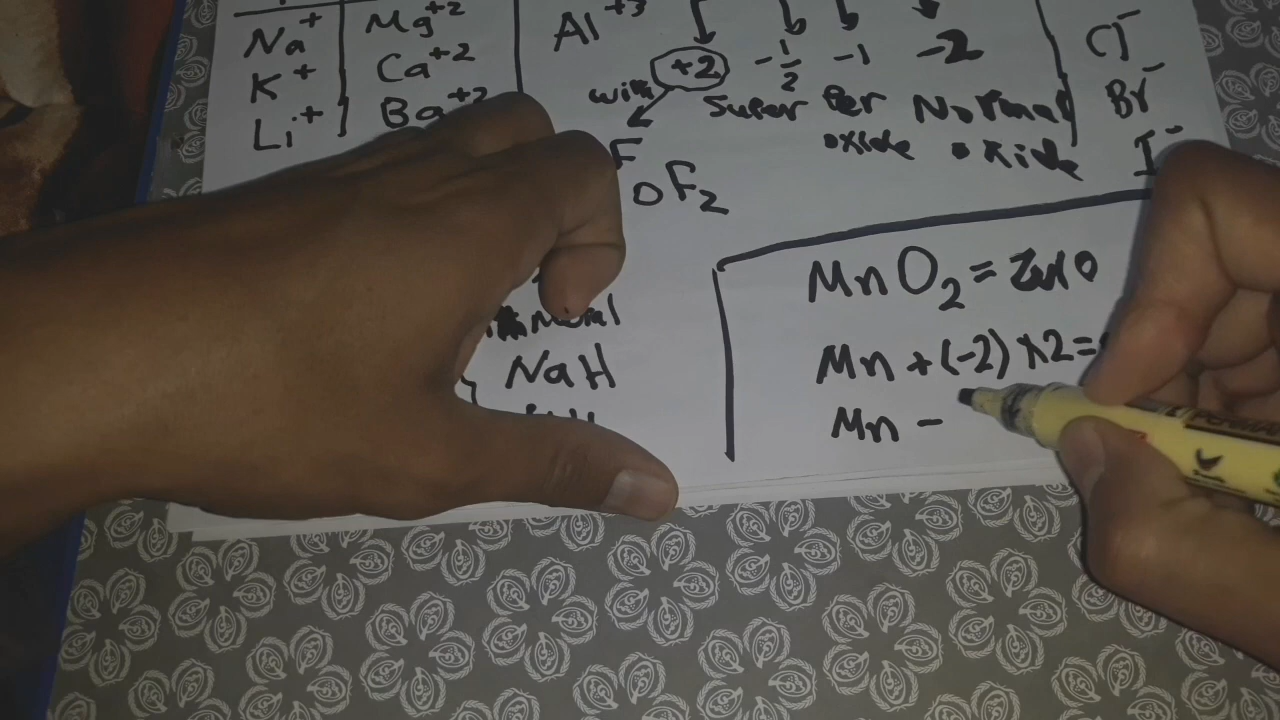 Na+ Mg+2 Al+3
K+ Ca+2 +2 -1/2 -1 -2 Cl-
Li+ Ba+2 with Super Per Normal Br-
oxide oxide I-
F
OF2
MnO2 = Zero
NaH Mn + (-2) × 2 =
Mn -